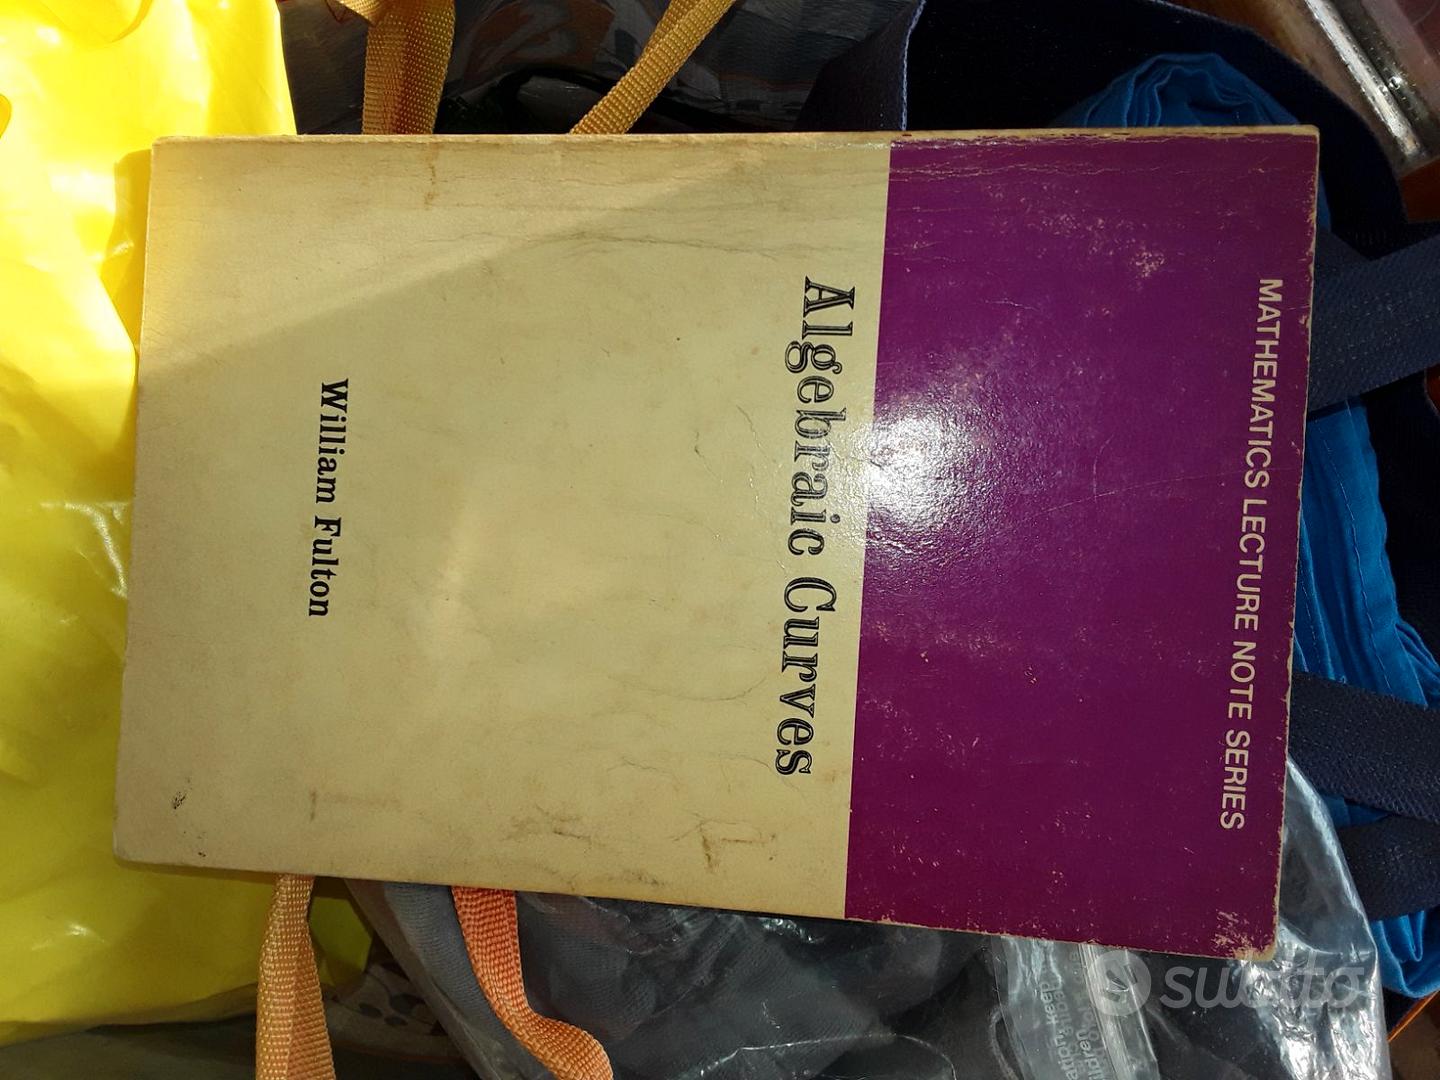 MATHEMATICS LECTURE NOTE SERIES
Algebraic Curves
William Fulton
subito